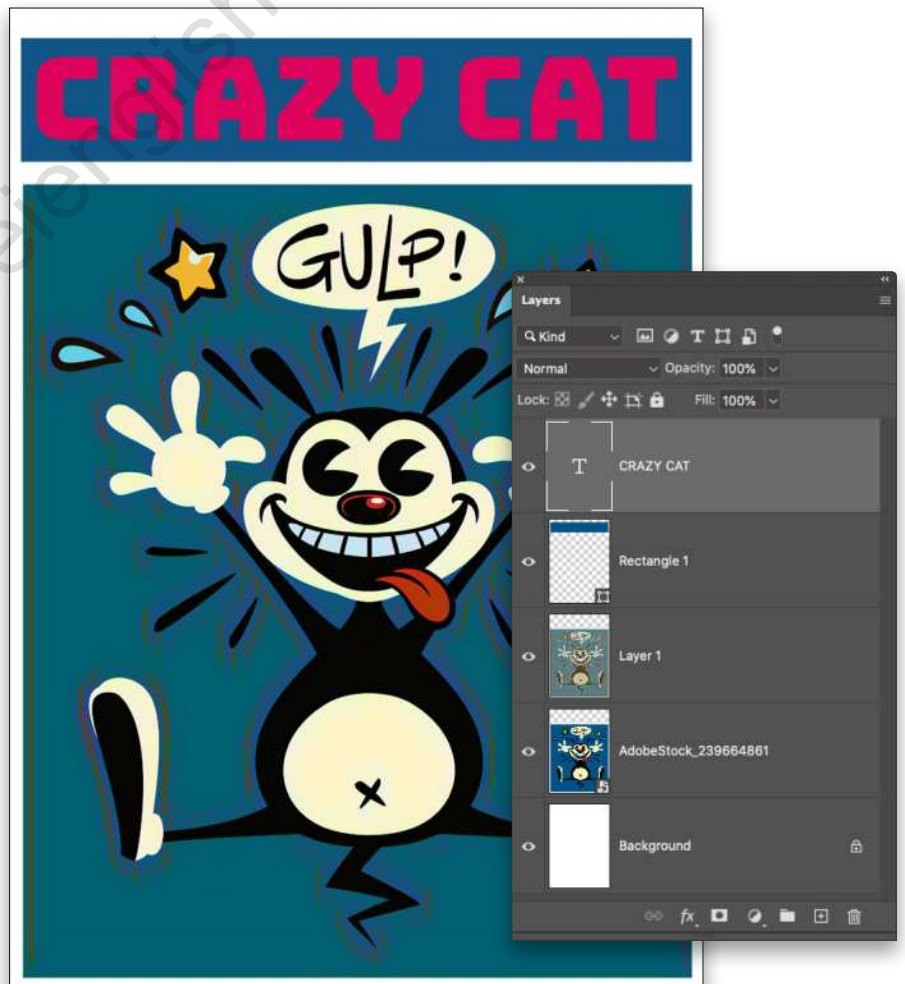 CRAZY CAT
GULP!
Layers
Kind
Normal Opacity: 100%
Lock: Fill: 100%
T CRAZY CAT
Rectangle 1
Layer 1
AdobeStock_239664861
Background
fx